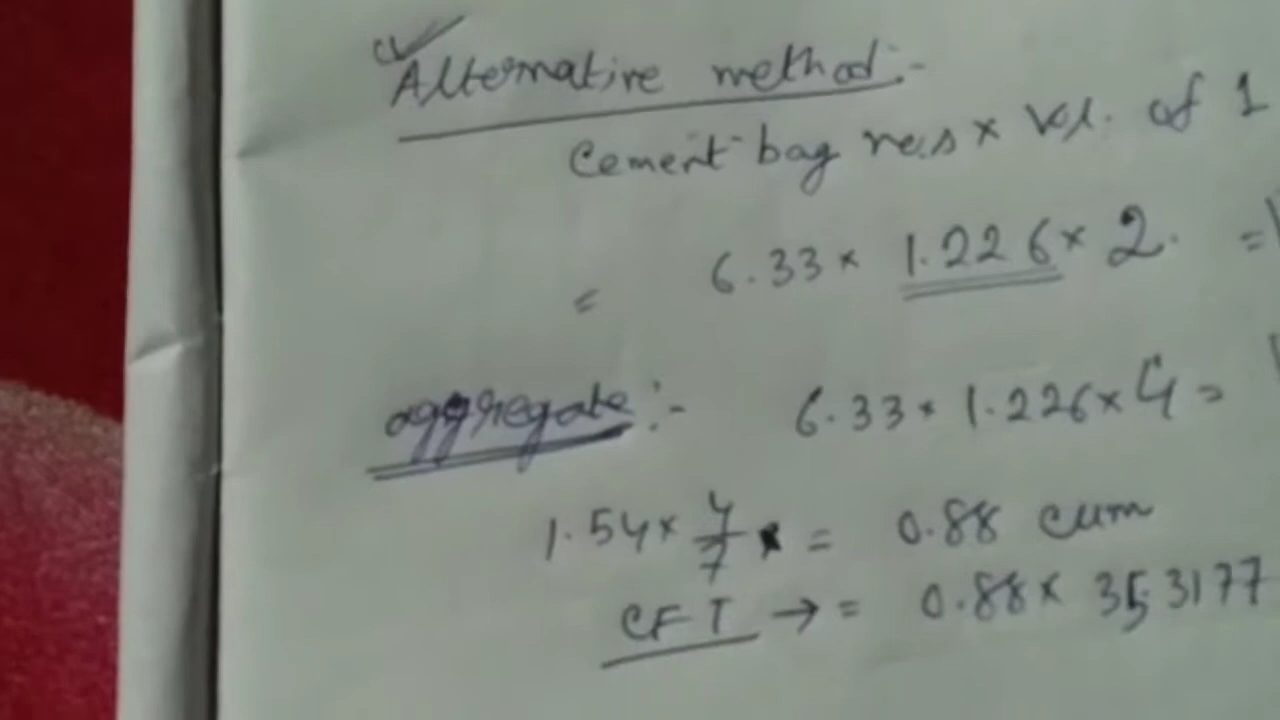 Alternative method :-
Cement bag nes x Vol. of 1
= 6.33 x 1.226 x 2. =
aggregate :- 6.33 x 1.226 x 4 =
1.54 x 4/7 x = 0.88 cum
CFT → = 0.88 x 35.3177